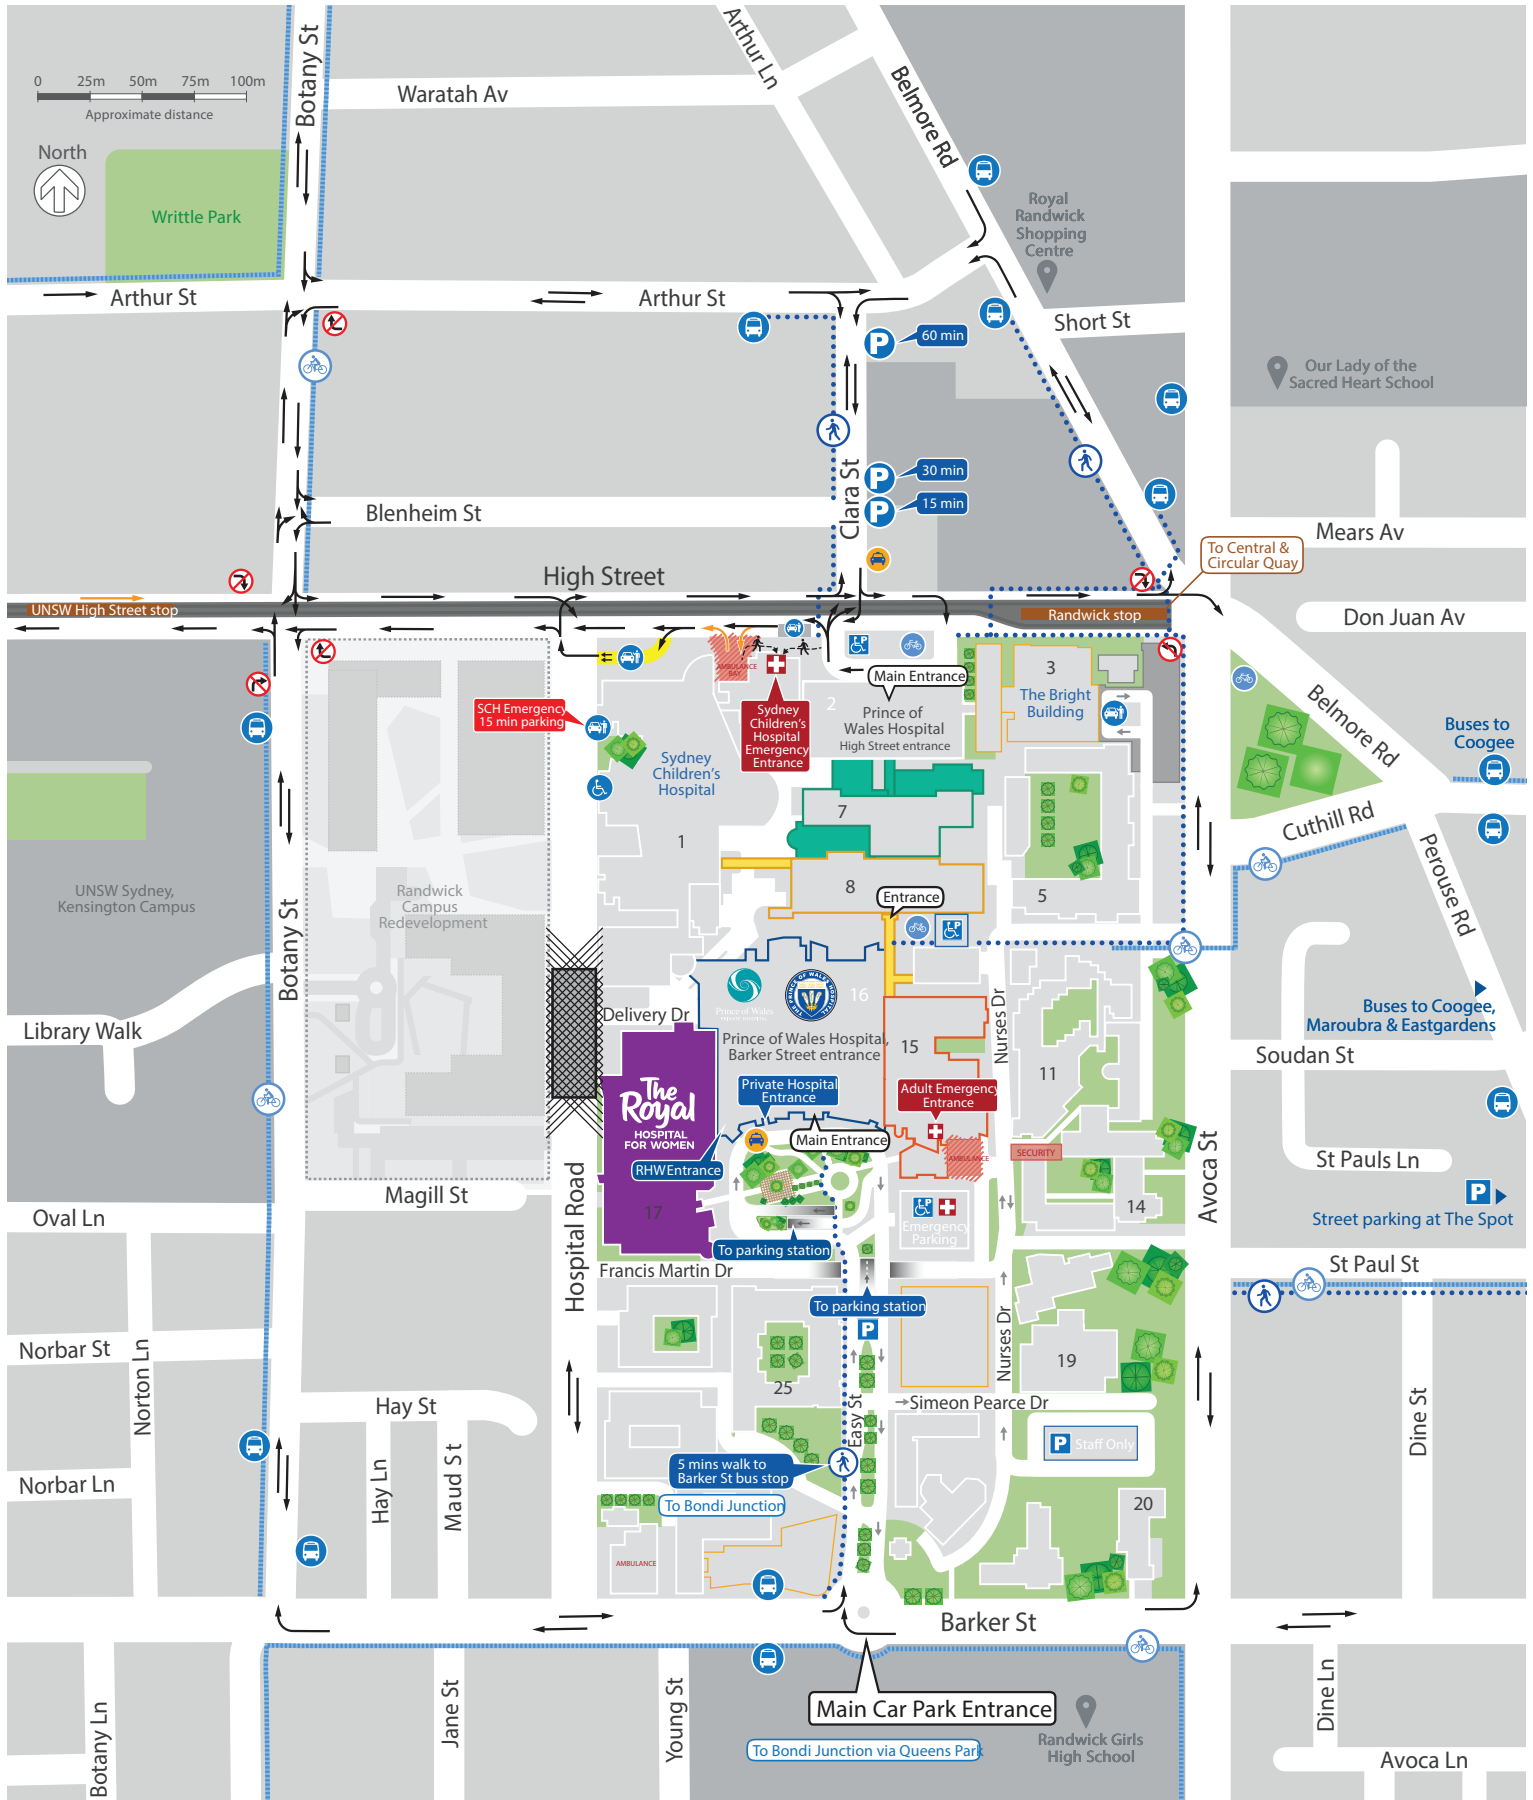 0 25m 50m 75m 100m
Approximate distance
North
Botany St
Waratah Av
Arthur Ln
Belmore Rd
Writtle Park
Royal
Randwick
Shopping
Centre
Arthur St
Arthur St
Short St
60 min
Our Lady of the
Sacred Heart School
P
P
30 min
P
15 min
Clara St
Blenheim St
Mears Av
To Central &
Circular Quay
High Street
UNSW High Street stop
Randwick stop
Don Juan Av
AMBULANCE
BAY
P
Main Entrance
3
The Bright
Building
2
Prince of
Wales Hospital
High Street entrance
SCH Emergency
15 min parking
Sydney
Children's
Hospital
Emergency
Entrance
Sydney
Children's
Hospital
Belmore Rd
Buses to
Coogee
Cuthill Rd
Perouse Rd
7
1
8
5
Entrance
P
UNSW Sydney,
Kensington Campus
Randwick
Campus
Redevelopment
Botany St
Library Walk
Delivery Dr
Prince of Wales
THE PRINCE OF WALES HOSPITAL
16
Prince of Wales Hospital,
Barker Street entrance
15
Nurses Dr
11
Buses to Coogee,
Maroubra & Eastgardens
Soudan St
The
Royal
HOSPITAL
FOR WOMEN
Private Hospital
Entrance
Adult Emergency
Entrance
Main Entrance
AMBULANCE
SECURITY
RHW Entrance
Avoca St
St Pauls Ln
Magill St
Hospital Road
17
14
P
Street parking at The Spot
Oval Ln
P
Emergency
Parking
To parking station
Francis Martin Dr
St Paul St
To parking station
P
Norbar St
Norton Ln
Nurses Dr
19
25
Easy St
Simeon Pearce Dr
Hay St
Dine St
P Staff Only
Hay Ln
Maud St
5 mins walk to
Barker St bus stop
To Bondi Junction
Norbar Ln
20
AMBULANCE
Barker St
Main Car Park Entrance
To Bondi Junction via Queens Park
Randwick Girls
High School
Botany Ln
Jane St
Young St
Dine Ln
Avoca Ln